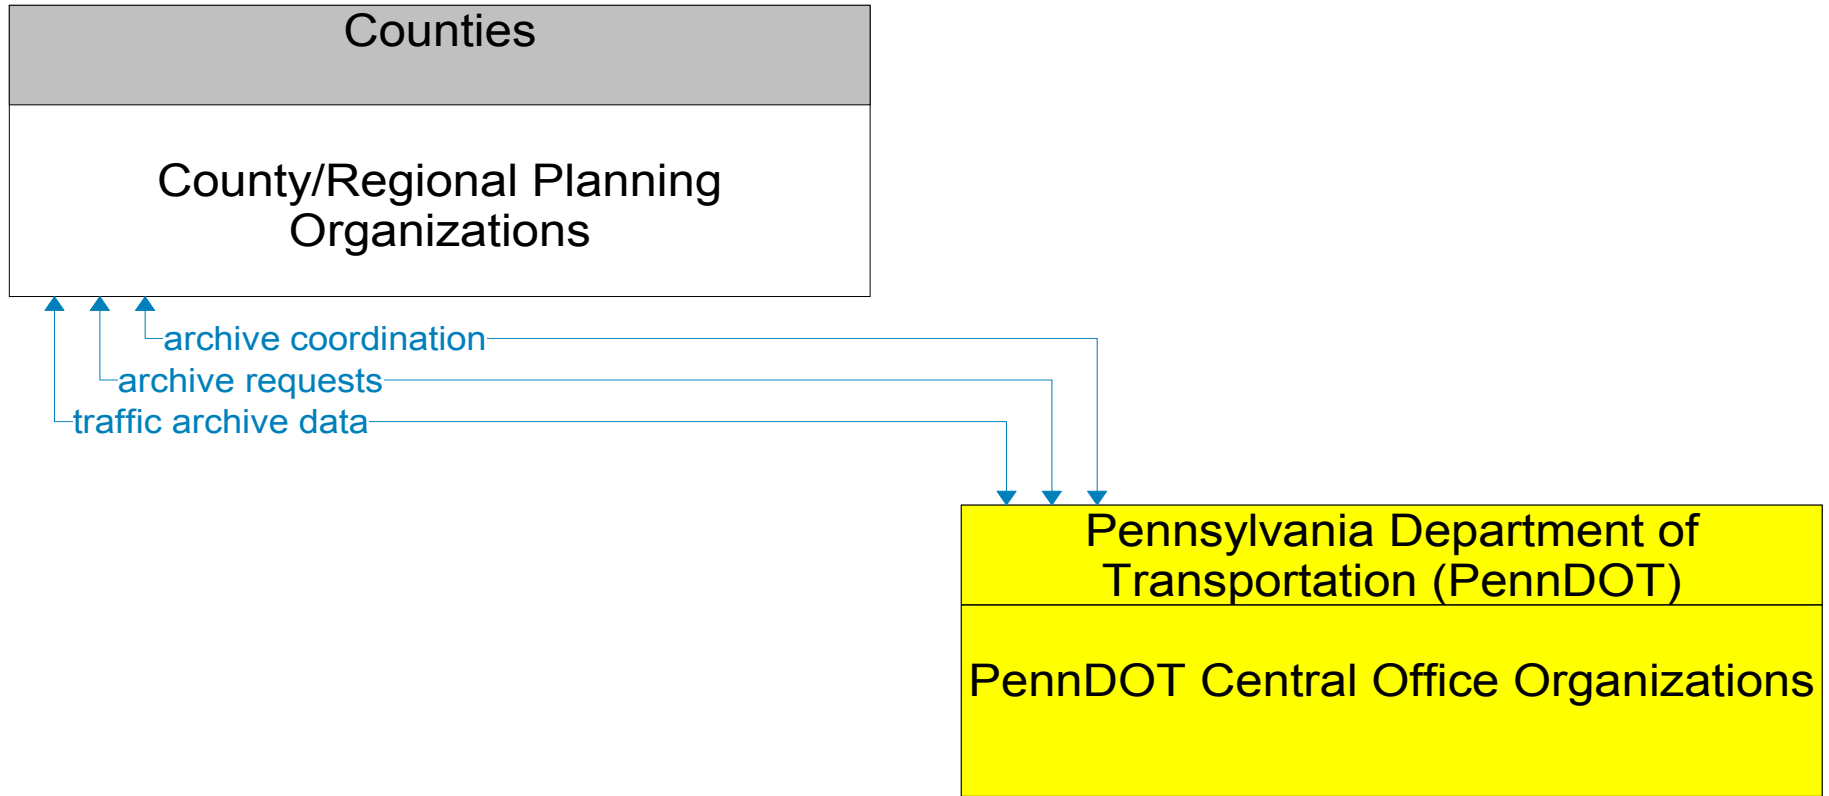 Counties
County/Regional Planning
Organizations
archive coordination
archive requests
traffic archive data
Pennsylvania Department of
Transportation (PennDOT)
PennDOT Central Office Organizations